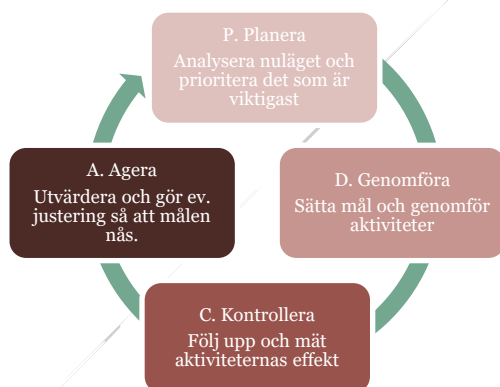 P. Planera
Analysera nuläget och
prioritera det som är
viktigast
D. Genomföra
Sätta mål och genomför
aktiviteter
C. Kontrollera
Följ upp och mät
aktiviteternas effekt
A. Agera
Utvärdera och gör ev.
justering så att målen
nås.